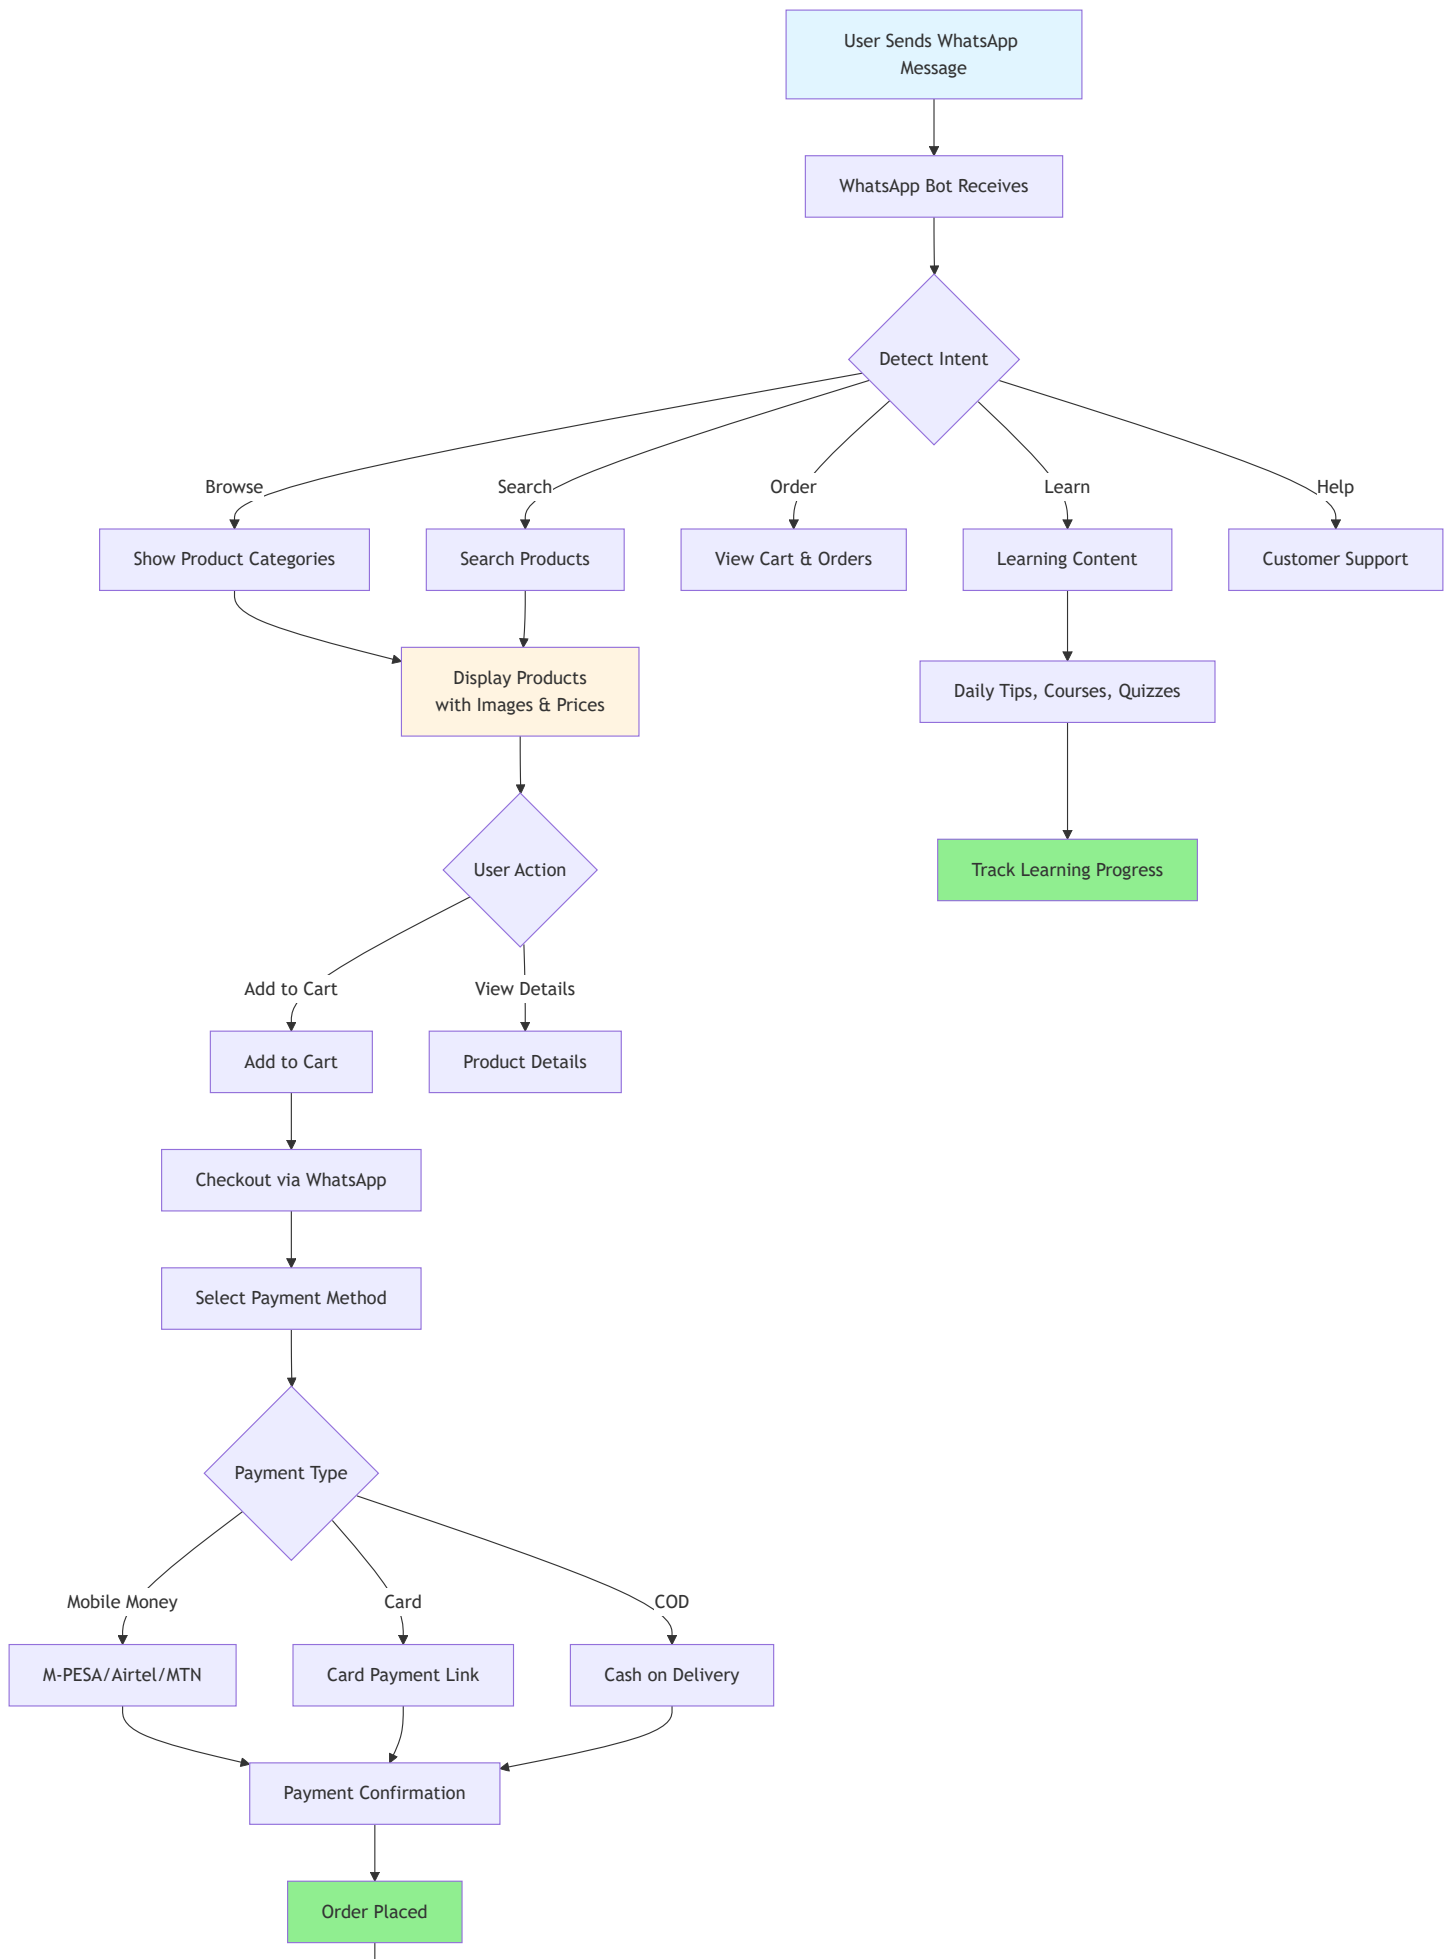 User Sends WhatsApp
Message
WhatsApp Bot Receives
Detect Intent
Browse
Search
Order
Learn
Help
Show Product Categories
Search Products
View Cart & Orders
Learning Content
Customer Support
Display Products
with Images & Prices
Daily Tips, Courses, Quizzes
User Action
Track Learning Progress
Add to Cart
View Details
Add to Cart
Product Details
Checkout via WhatsApp
Select Payment Method
Payment Type
Mobile Money
Card
COD
M-PESA/Airtel/MTN
Card Payment Link
Cash on Delivery
Payment Confirmation
Order Placed